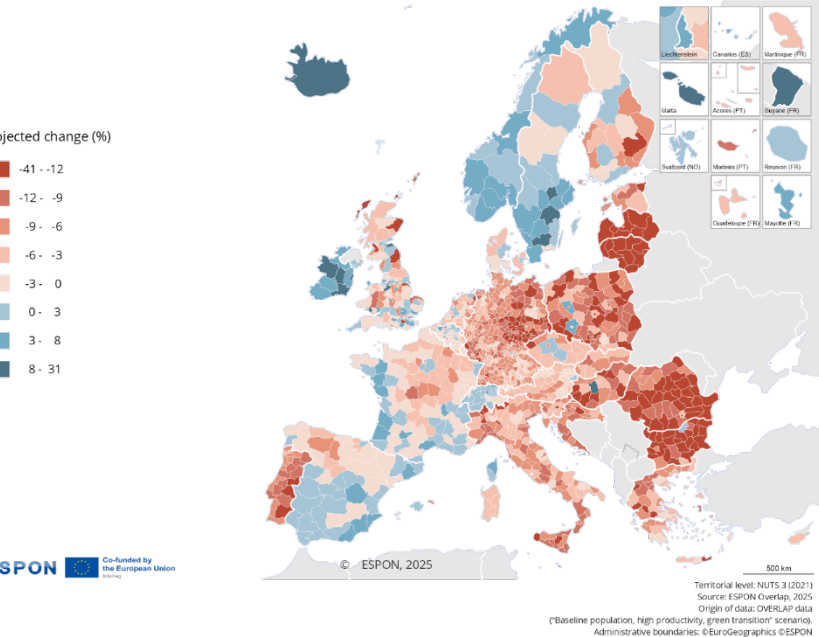 Liechtenstein
Canarias (ES)
Martinique (FR)
Malta
Acores (PT)
Guyane (FR)
Svalbard (NO)
Madeira (PT)
Reunion (FR)
Guadeloupe (FR)
Mayotte (FR)
ojected change (%)
-41 - -12
-12 - -9
-9 - -6
-6 - -3
-3 - 0
0 - 3
3 - 8
8 - 31
SPON
Co-funded by
the European Union
Interreg
© ESPON, 2025
500 km
Territorial level: NUTS 3 (2021)
Source: ESPON Overlap, 2025
Origin of data: OVERLAP data
("Baseline population, high productivity, green transition" scenario).
Administrative boundaries: ©EuroGeographics ©ESPON